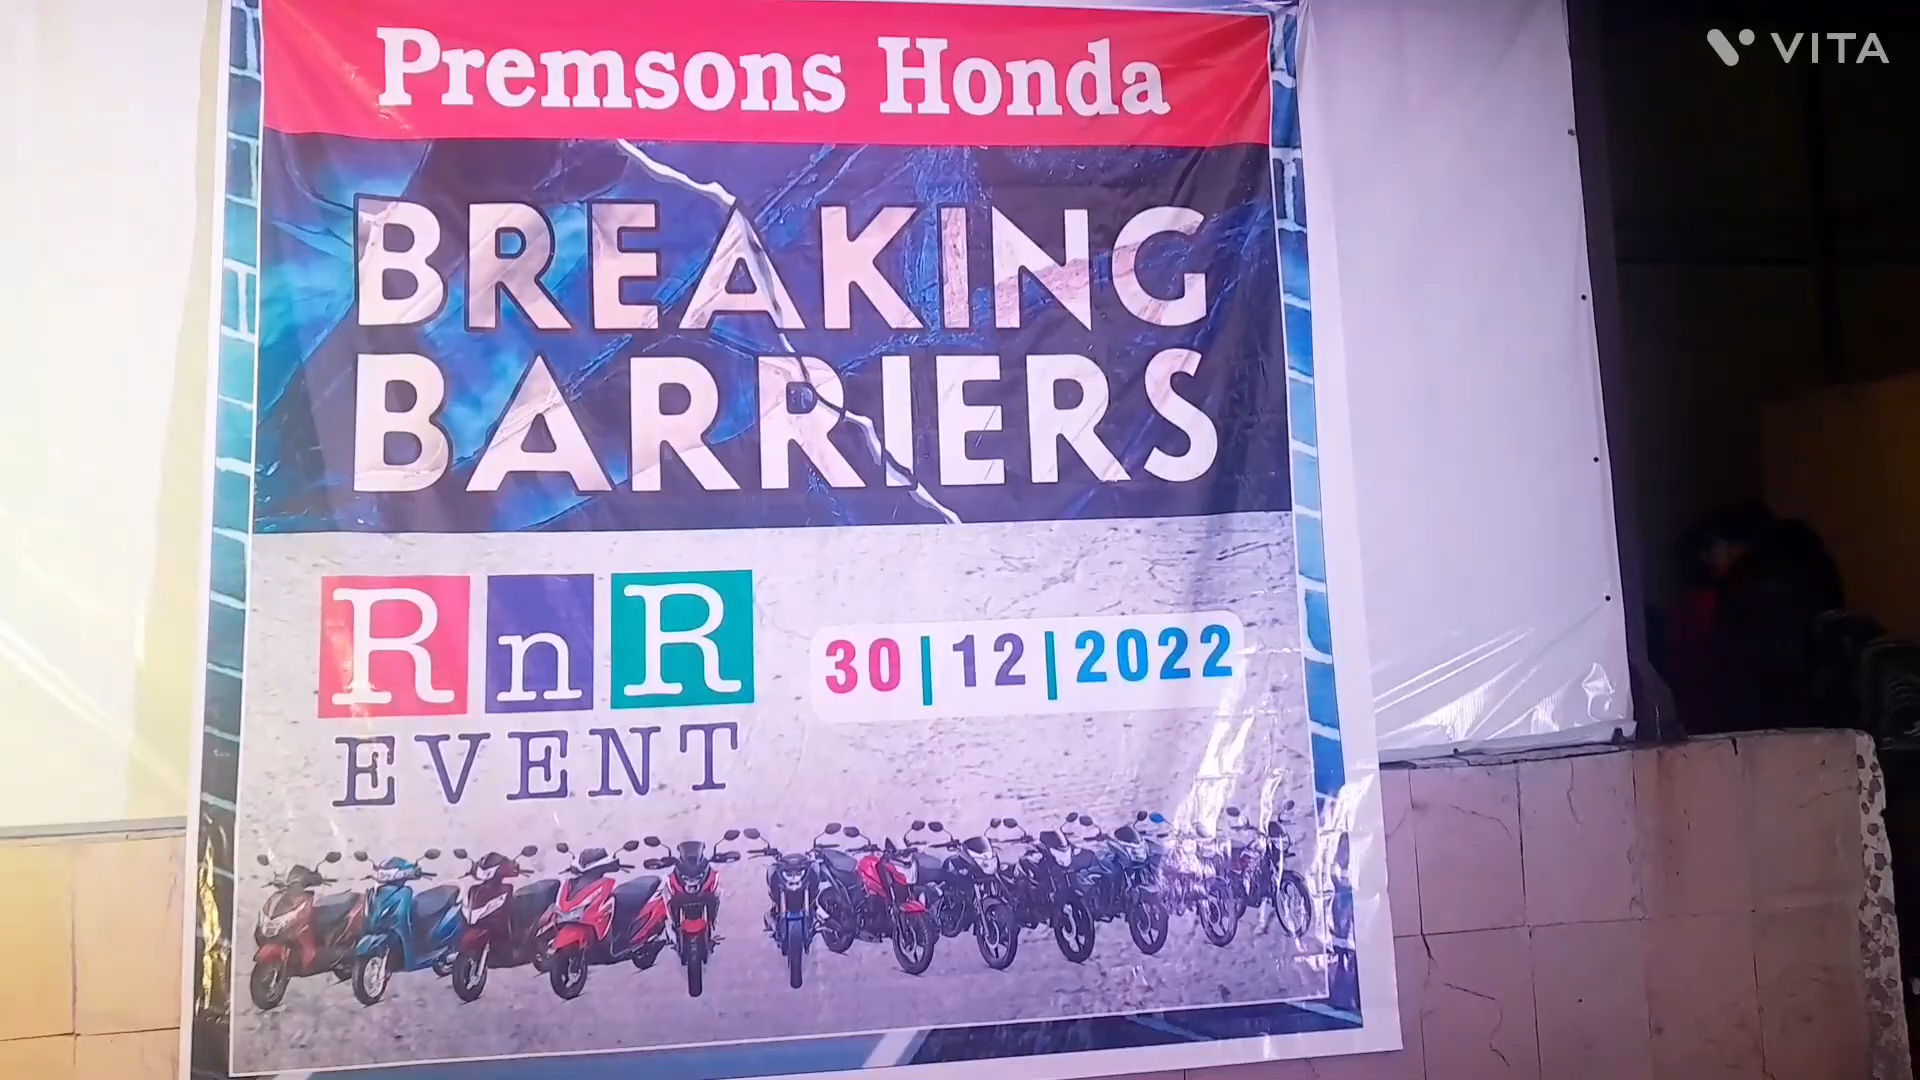 Premsons Honda
VITA
BREAKING
BARRIERS
RnR
30|12|2022
EVENT